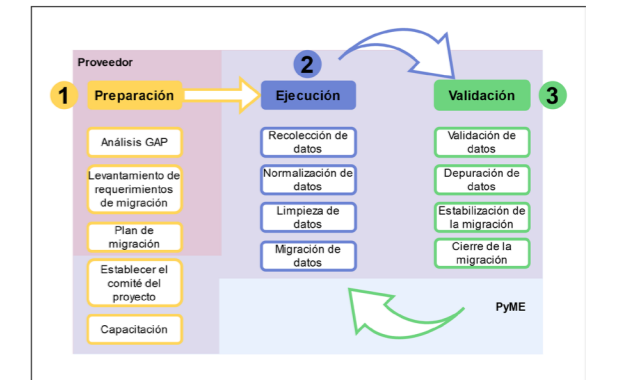 Proveedor
1
Preparación
2
Ejecución
Validación
3
Análisis GAP
Levantamiento de
requerimientos
de migración
Plan de
migración
Establecer el
comité del
proyecto
Capacitación
Recolección de
datos
Normalización de
datos
Limpieza de
datos
Migración de
datos
Validación de
datos
Depuración de
datos
Estabilización de
la migración
Cierre de la
migración
PyME